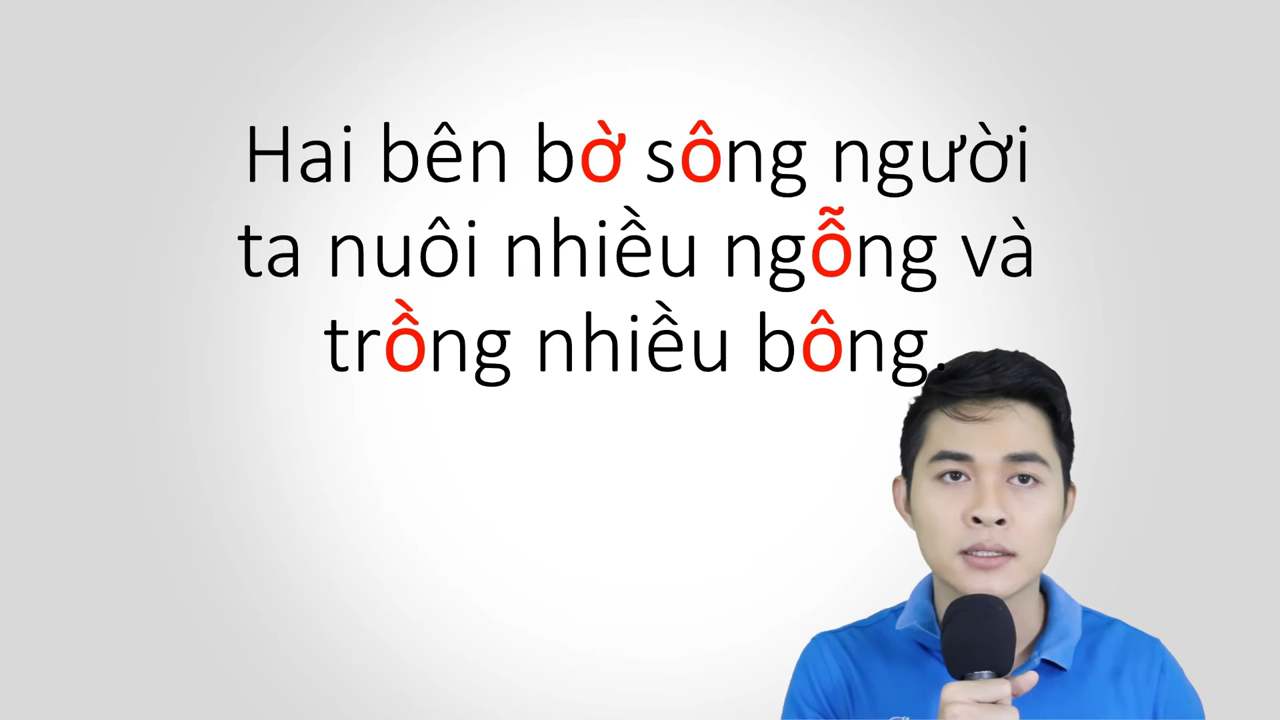 Hai bên bờ sông người
ta nuôi nhiều ngỗng và
trồng nhiều bông.